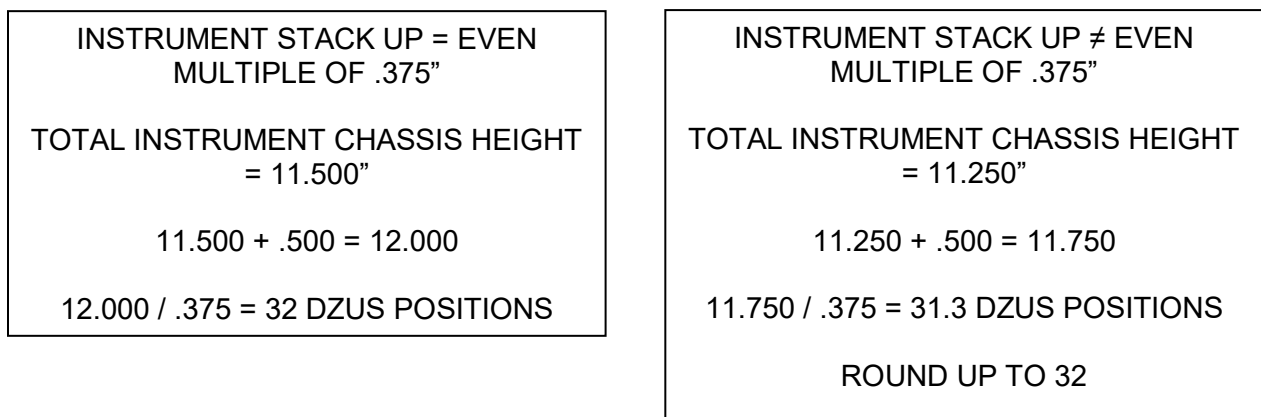 INSTRUMENT STACK UP = EVEN
MULTIPLE OF .375”
TOTAL INSTRUMENT CHASSIS HEIGHT
= 11.500”
11.500 + .500 = 12.000
12.000 / .375 = 32 DZUS POSITIONS
INSTRUMENT STACK UP ≠ EVEN
MULTIPLE OF .375”
TOTAL INSTRUMENT CHASSIS HEIGHT
= 11.250”
11.250 + .500 = 11.750
11.750 / .375 = 31.3 DZUS POSITIONS
ROUND UP TO 32